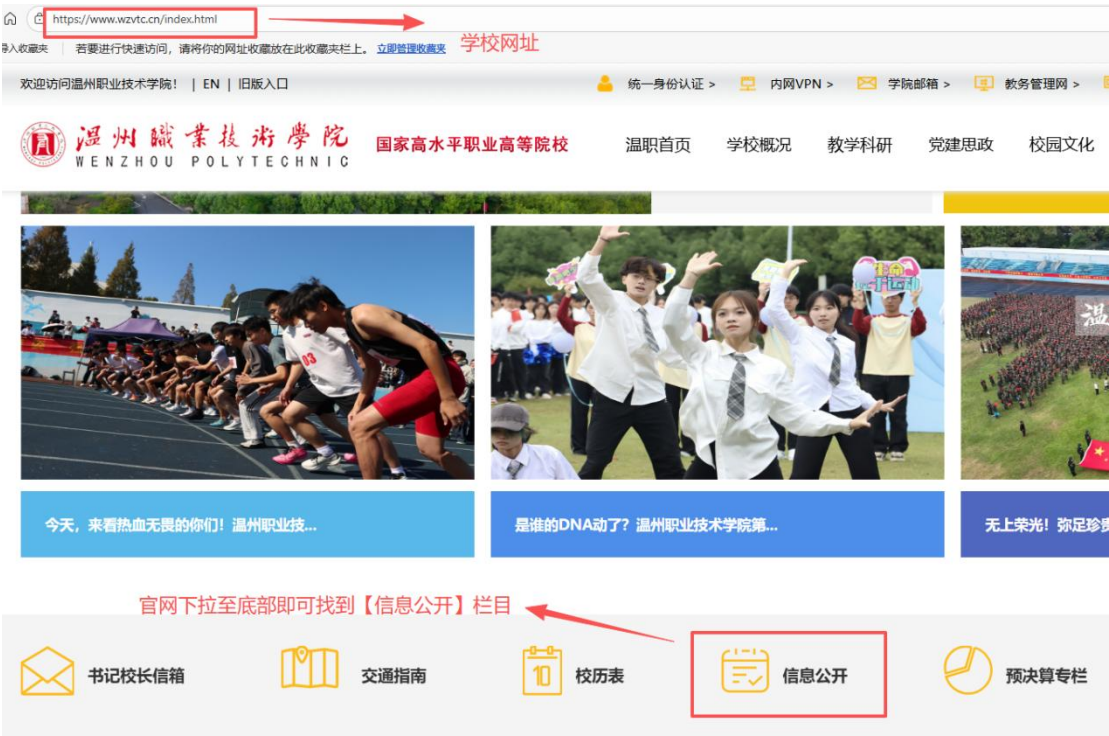 https://www.wzvtc.cn/index.html
学校网址
导入收藏夹 若要进行快速访问，请将你的网址收藏放在此收藏夹栏上。 立即管理收藏夹
欢迎访问温州职业技术学院！ | EN | 旧版入口 统一身份认证 > 内网VPN > 学院邮箱 > 教务管理网 >
温州職業技術學院
WENZHOU POLYTECHNIC
国家高水平职业高等院校
温职首页 学校概况 教学科研 党建思政 校园文化
03
温
今天，来看热血无畏的你们！温州职业技...
是谁的DNA动了？温州职业技术学院第...
无上荣光！弥足珍贵
官网下拉至底部即可找到【信息公开】栏目
书记校长信箱 交通指南 10 校历表 信息公开 预决算专栏